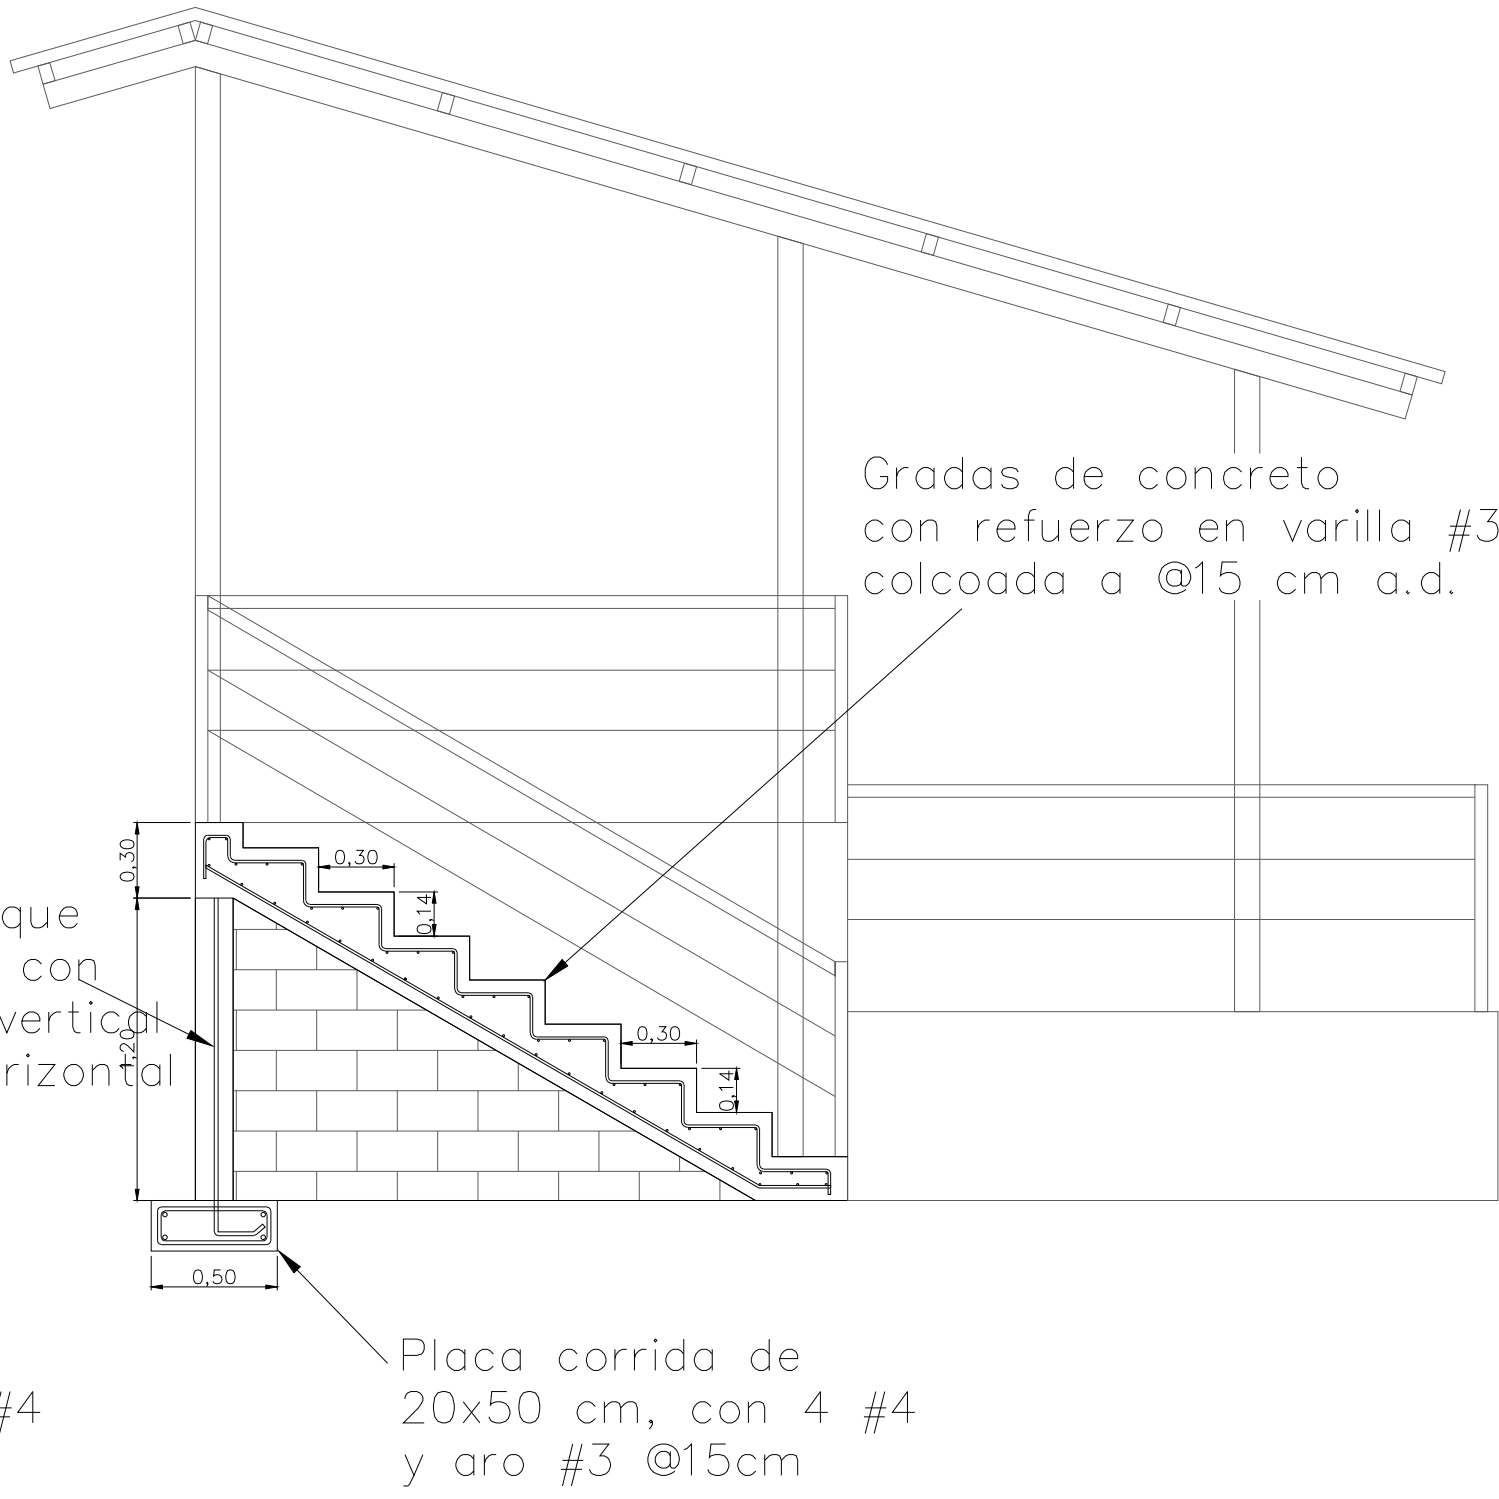 Gradas de concreto
con refuerzo en varilla #3
colcoada a @15 cm a.d.
0,30
0,30
0,14
que
con
vertical
rizontal
1,20
0,30
0,14
0,50
Placa corrida de
20x50 cm, con 4 #4
y aro #3 @15cm
#4